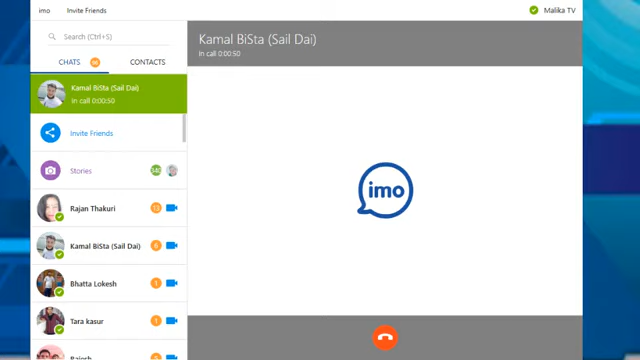 imo
Invite Friends
Malika TV
Search (Ctrl+S)
CHATS
CONTACTS
Kamal BiSta (Sail Dai)
In call 0:00:50
Invite Friends
Stories
Rajan Thakuri
Kamal BiSta (Sail Dai)
6
Bhatta Lokesh
1
Tara kasur
1
Rajesh
Kamal BiSta (Sail Dai)
In call 0:00:50
imo